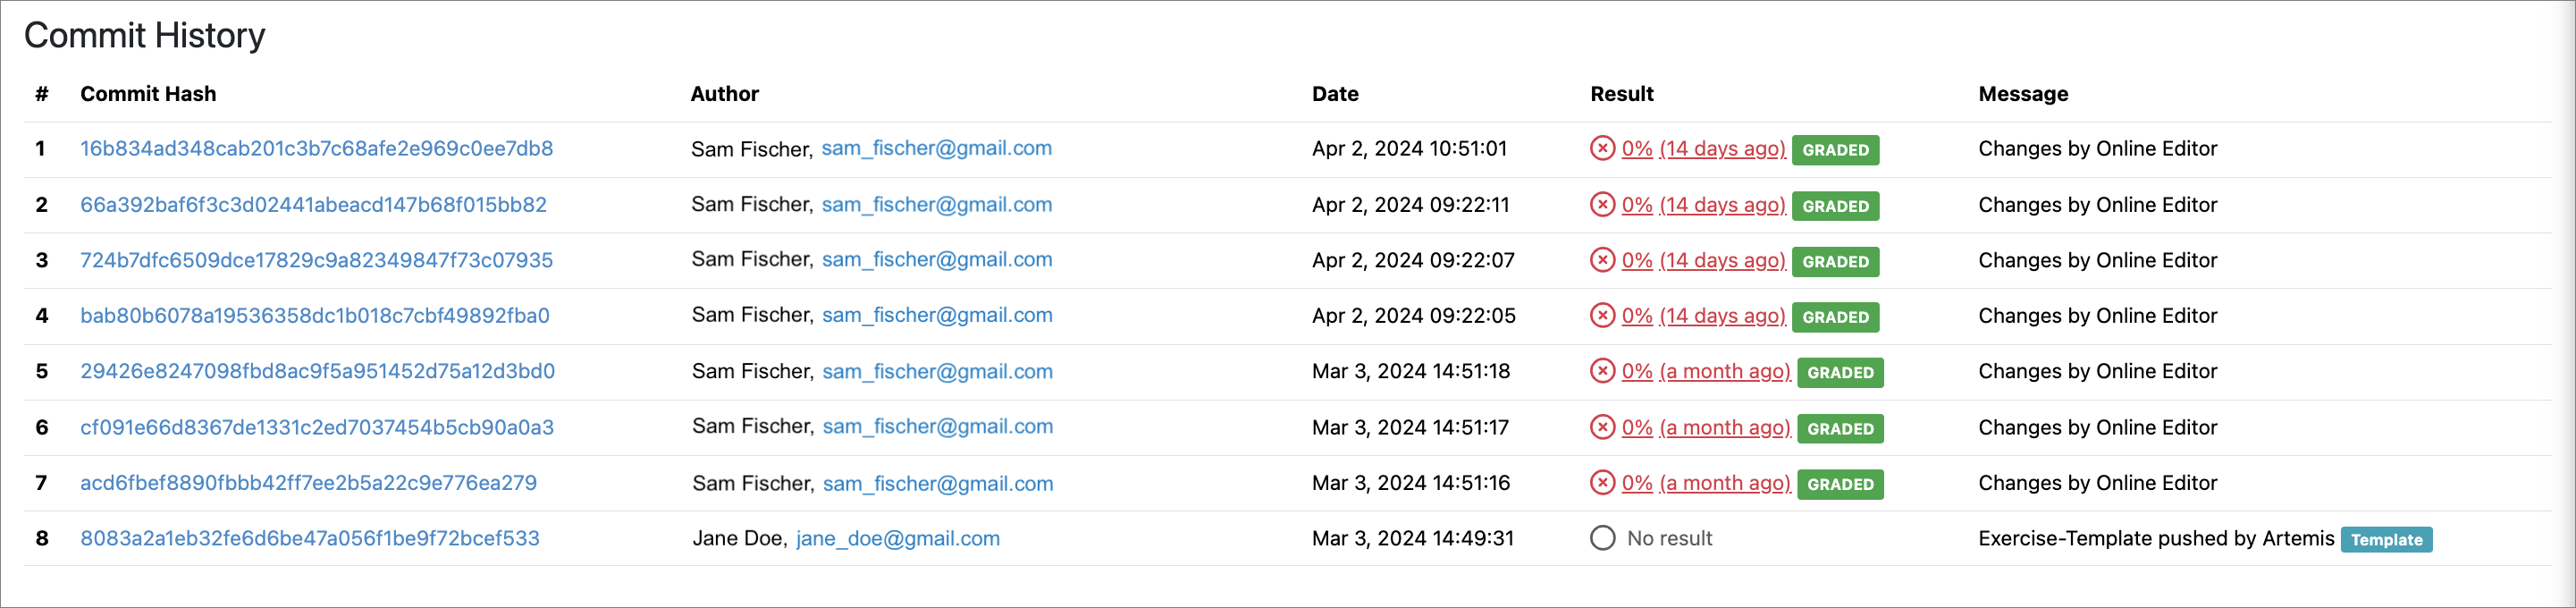 Commit History
# Commit Hash Author Date Result Message
1 16b834ad348cab201c3b7c68afe2e969c0ee7db8 Sam Fischer, sam_fischer@gmail.com Apr 2, 2024 10:51:01 0% (14 days ago) GRADED Changes by Online Editor
2 66a392baf6f3c3d02441abeacd147b68f015bb82 Sam Fischer, sam_fischer@gmail.com Apr 2, 2024 09:22:11 0% (14 days ago) GRADED Changes by Online Editor
3 724b7dfc6509dce17829c9a82349847f73c07935 Sam Fischer, sam_fischer@gmail.com Apr 2, 2024 09:22:07 0% (14 days ago) GRADED Changes by Online Editor
4 bab80b6078a19536358dc1b018c7cbf49892fba0 Sam Fischer, sam_fischer@gmail.com Apr 2, 2024 09:22:05 0% (14 days ago) GRADED Changes by Online Editor
5 29426e8247098fbd8ac9f5a951452d75a12d3bd0 Sam Fischer, sam_fischer@gmail.com Mar 3, 2024 14:51:18 0% (a month ago) GRADED Changes by Online Editor
6 cf091e66d8367de1331c2ed7037454b5cb90a0a3 Sam Fischer, sam_fischer@gmail.com Mar 3, 2024 14:51:17 0% (a month ago) GRADED Changes by Online Editor
7 acd6fbef8890fbbb42ff7ee2b5a22c9e776ea279 Sam Fischer, sam_fischer@gmail.com Mar 3, 2024 14:51:16 0% (a month ago) GRADED Changes by Online Editor
8 8083a2a1eb32fe6d6be47a056f1be9f72bcef533 Jane Doe, jane_doe@gmail.com Mar 3, 2024 14:49:31 No result Exercise-Template pushed by Artemis Template